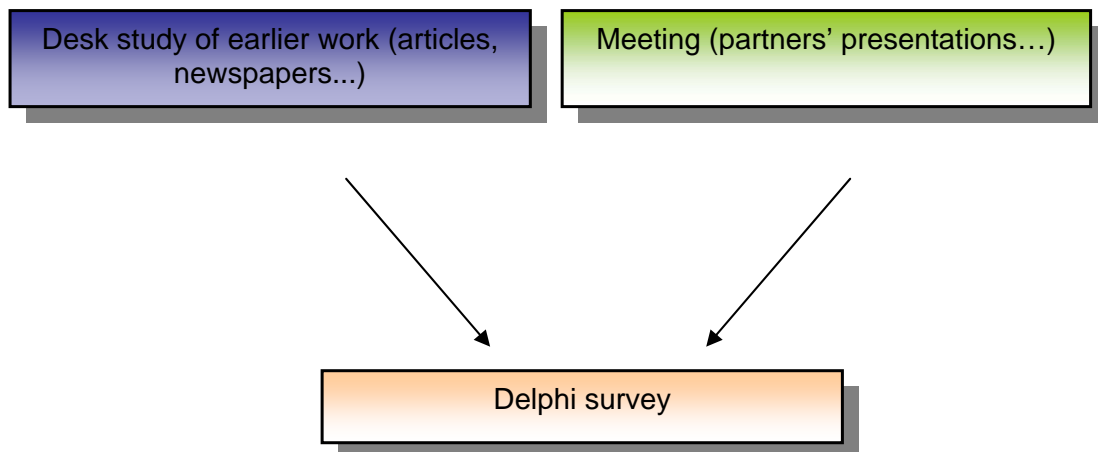 Desk study of earlier work (articles,
newspapers...)
Meeting (partners’ presentations…)
Delphi survey